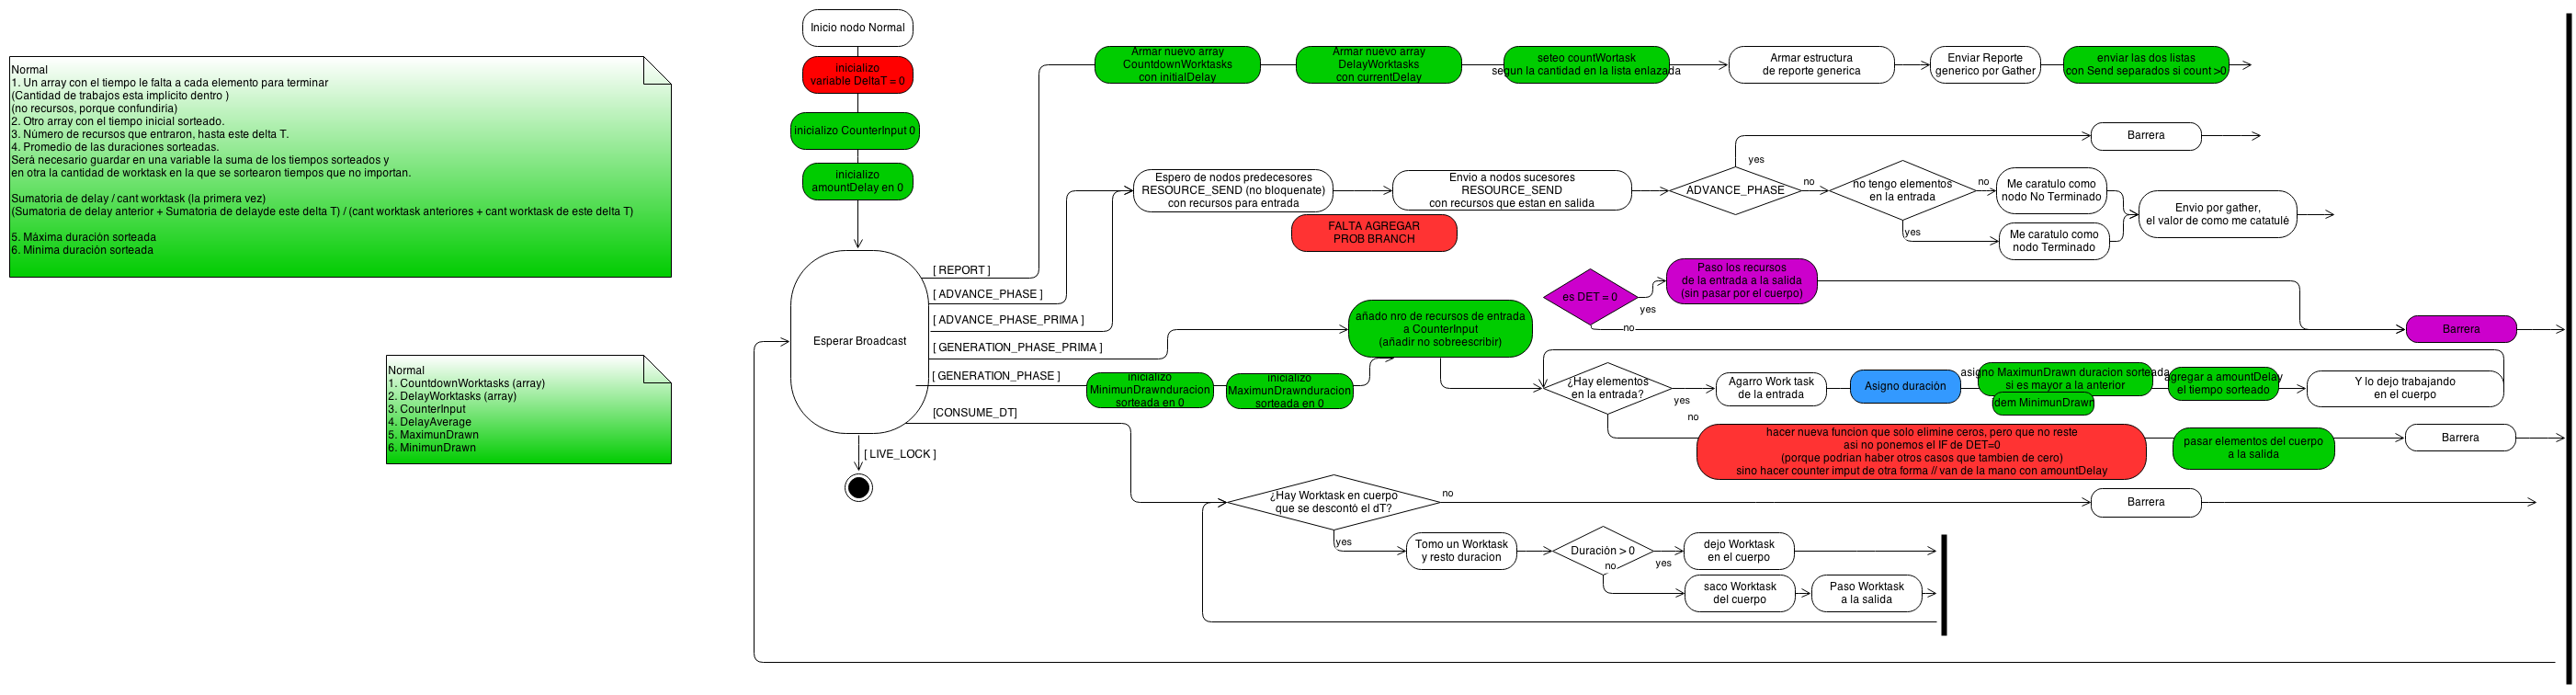 Normal
1. Un array con el tiempo le falta a cada elemento para terminar
(Cantidad de trabajos esta implicito dentro )
(no recursos, porque confundiria)
2. Otro array con el tiempo inicial sorteado.
3. Número de recursos que entraron, hasta este delta T.
4. Promedio de las duraciones sorteadas.
Será necesario guardar en una variable la suma de los tiempos sorteados y
en otra la cantidad de worktask en la que se sortearon tiempos que no importan.
Sumatoria de delay / cant worktask (la primera vez)
(Sumatoria de delay anterior + Sumatoria de delayde este delta T) / (cant worktask anteriores + cant worktask de este delta T)
5. Máxima duración sorteada
6. Minima duración sorteada
Normal
1. CountdownWorktasks (array)
2. DelayWorktasks (array)
3. CounterInput
4. DelayAverage
5. MaximunDrawn
6. MinimunDrawn
Inicio nodo Normal
inicializo
variable DeltaT = 0
inicializo CounterInput 0
inicializo
amountDelay en 0
Esperar Broadcast
[ REPORT ]
[ ADVANCE_PHASE ]
[ ADVANCE_PHASE_PRIMA ]
[ GENERATION_PHASE_PRIMA ]
[ GENERATION_PHASE ]
[CONSUME_DT]
[ LIVE_LOCK ]
Armar nuevo array
CountdownWorktasks
con initialDelay
Armar nuevo array
DelayWorktasks
con currentDelay
seteo countWortask
segun la cantidad en la lista enlazada
Armar estructura
de reporte generica
Enviar Reporte
generico por Gather
enviar las dos listas
con Send separados si count >0
Espero de nodos predecesores
RESOURCE_SEND (no bloquenate)
con recursos para entrada
Envio a nodos sucesores
RESOURCE_SEND
con recursos que estan en salida
FALTA AGREGAR
PROB BRANCH
ADVANCE_PHASE
yes
Barrera
no
no tengo elementos
en la entrada
no
Me caratulo como
nodo No Terminado
yes
Me caratulo como
nodo Terminado
Envio por gather,
el valor de como me catatulé
es DET = 0
yes
Paso los recursos
de la entrada a la salida
(sin pasar por el cuerpo)
no
Barrera
añado nro de recursos de entrada
a CounterInput
(añadir no sobreescribir)
inicializo
MinimunDrawnduracion
sorteada en 0
inicializo
MaximunDrawnduracion
sorteada en 0
¿Hay elementos
en la entrada?
yes
Agarro Work task
de la entrada
Asigno duración
asigno MaximunDrawn duracion sorteada
si es mayor a la anterior
idem MinimunDrawn
agregar a amountDelay
el tiempo sorteado
Y lo dejo trabajando
en el cuerpo
no
hacer nueva funcion que solo elimine ceros, pero que no reste
asi no ponemos el IF de DET=0
(porque podrian haber otros casos que tambien de cero)
sino hacer counter imput de otra forma // van de la mano con amountDelay
pasar elementos del cuerpo
a la salida
Barrera
¿Hay Worktask en cuerpo
que se descontó el dT?
no
Barrera
yes
Tomo un Worktask
y resto duracion
Duración > 0
yes
dejo Worktask
en el cuerpo
no
saco Worktask
del cuerpo
Paso Worktask
a la salida